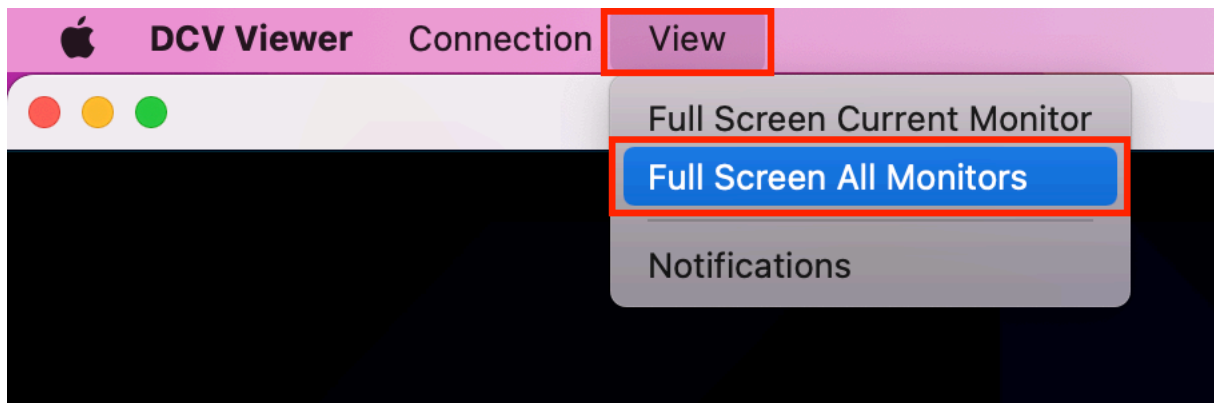 DCV Viewer Connection View
Full Screen Current Monitor
Full Screen All Monitors
Notifications